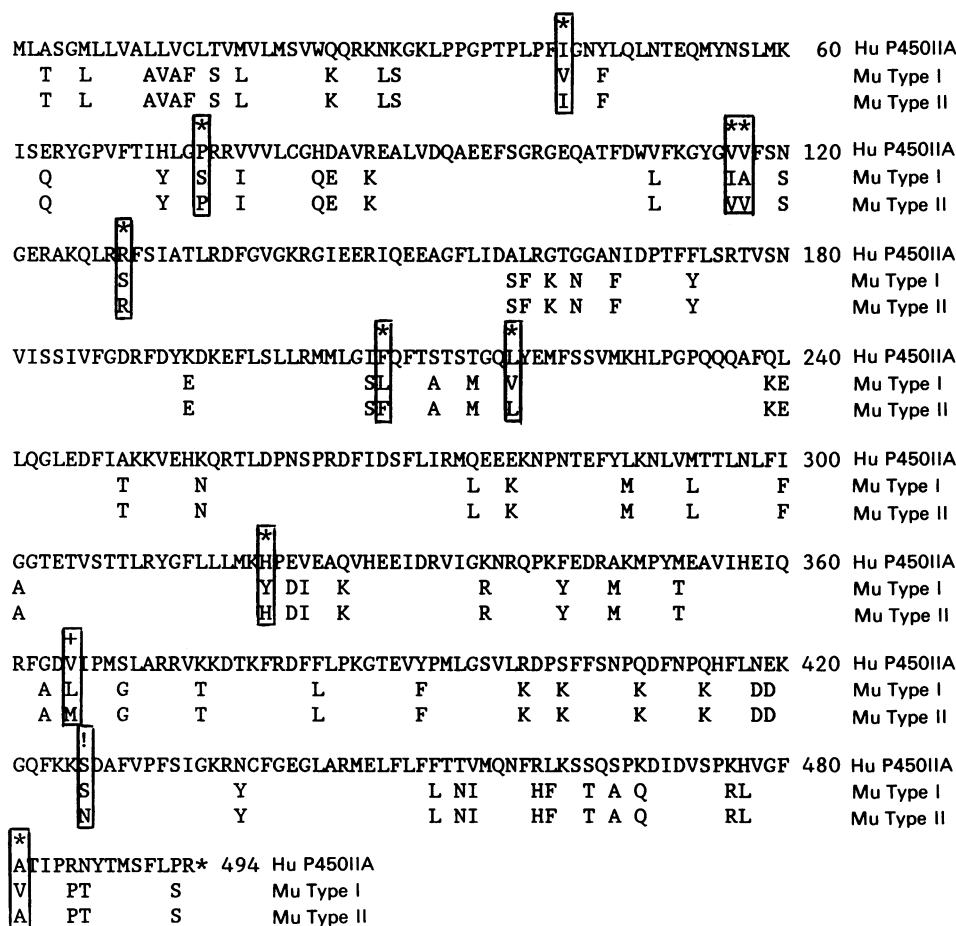 *
MLASGMLLVALLVCLTVMVLMSVWQQRKNKGKLPPGPTPLPFIGNYLQLNTEQMYNSLMK 60 Hu P450IIA
T L AVAF S L K LS V F Mu Type I
T L AVAF S L K LS I F Mu Type II
* **
ISERYGPVFTIHLGPRRVVVLCGHDAVREALVDQAEEFSGRGEQATFDWVFKGYGVVFSN 120 Hu P450IIA
Q Y S I QE K L IA S Mu Type I
Q Y P I QE K L VV S Mu Type II
*
GERAKQLRRFSIATLRDFGVGKRGIEERIQEEAGFLIDALRGTGGANIDPTFFLSRTVSN 180 Hu P450IIA
S SF K N F Y Mu Type I
R SF K N F Y Mu Type II
* *
VISSIVFGDRFDYKDKEFLSLLRMMLGIFQFTSTSTGQLYEMFSSVMKHLPGPQQQAFQL 240 Hu P450IIA
E SL A M V KE Mu Type I
E SF A M L KE Mu Type II
LQGLEDFIAKKVEHKQRTLDPNSPRDFIDSFLIRMQEEEKNPNTEFYLKNLVMTTLNLFI 300 Hu P450IIA
T N L K M L F Mu Type I
T N L K M L F Mu Type II
*
GGTETVSTTLRYGFLLLMKHPEVEAQVHEEIDRVIGKNRQPKFEDRAKMPYMEAVIHEIQ 360 Hu P450IIA
A Y DI K R Y M T Mu Type I
A H DI K R Y M T Mu Type II
+
RFGDVIPMSLARRVKKDTKFRDFFLPKGTEVYPMLGSVLRDPSFFSNPQDFNPQHFLNEK 420 Hu P450IIA
A L G T L F K K K K DD Mu Type I
A M G T L F K K K K DD Mu Type II
!
GQFKKSDAFVPFSIGKRNCFGEGLARMELFLFFTTVMQNFRLKSSQSPKDIDVSPKHVGF 480 Hu P450IIA
S Y L NI HF T A Q RL Mu Type I
N Y L NI HF T A Q RL Mu Type II
*
ATIPRNYTMSFLPR* 494 Hu P450IIA
V PT S Mu Type I
A PT S Mu Type II